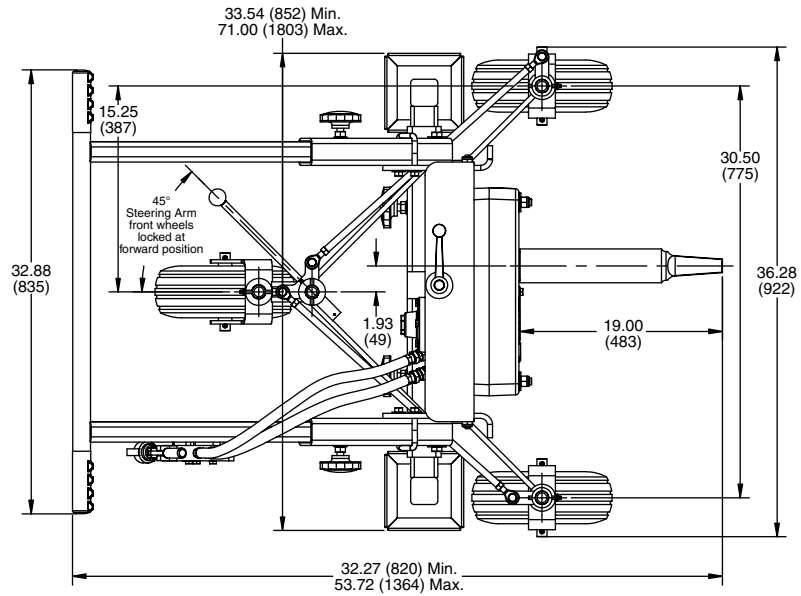 33.54 (852) Min.
71.00 (1803) Max.
15.25
(387)
30.50
(775)
45°
Steering Arm
front wheels
locked at
forward position
32.88
(835)
36.28
(922)
1.93
(49)
19.00
(483)
32.27 (820) Min.
53.72 (1364) Max.